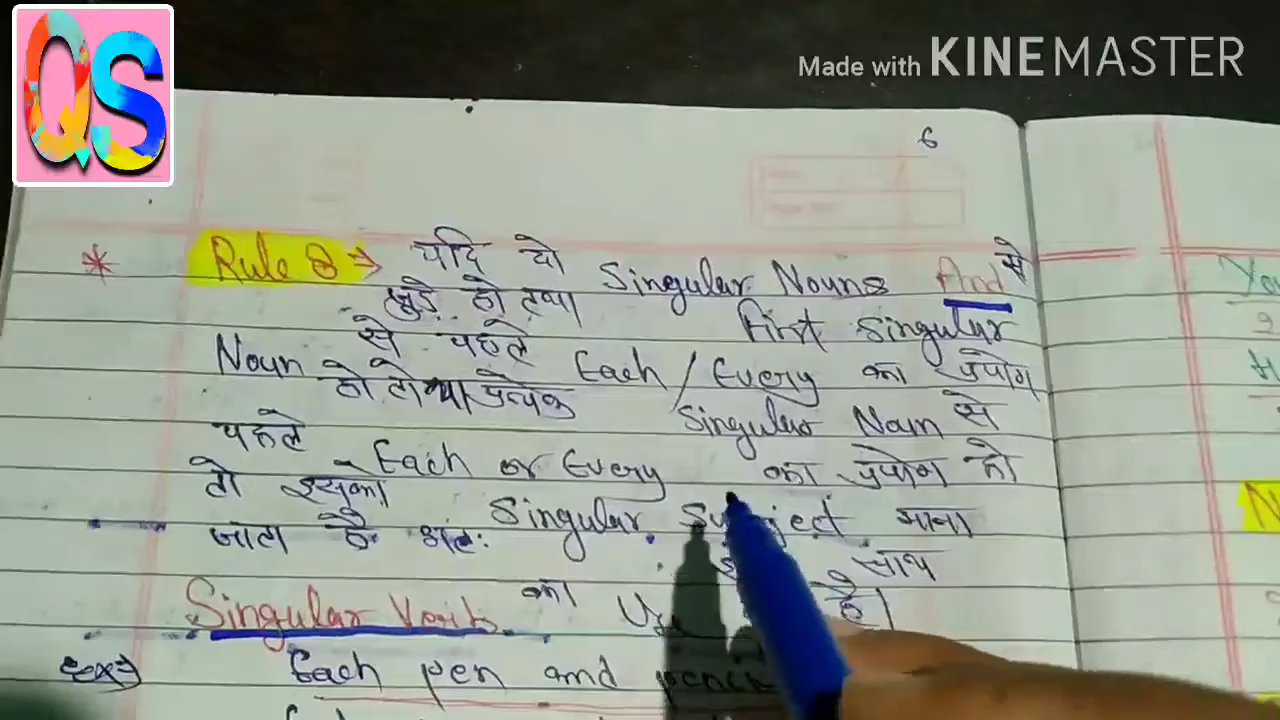 QS
Made with KINEMASTER
6
* Rule 8 → यदि दो Singular Nouns And से
जुड़े हो तथा First Singular
Noun से पहले Each / Every का प्रयोग
हो तो या प्रत्येक Singular Noun से
पहले Each or Every का प्रयोग हो
तो इसका Singular Subject माना
जाता है अतः साथ
Singular Verb का Use है।
Ex → Each pen and